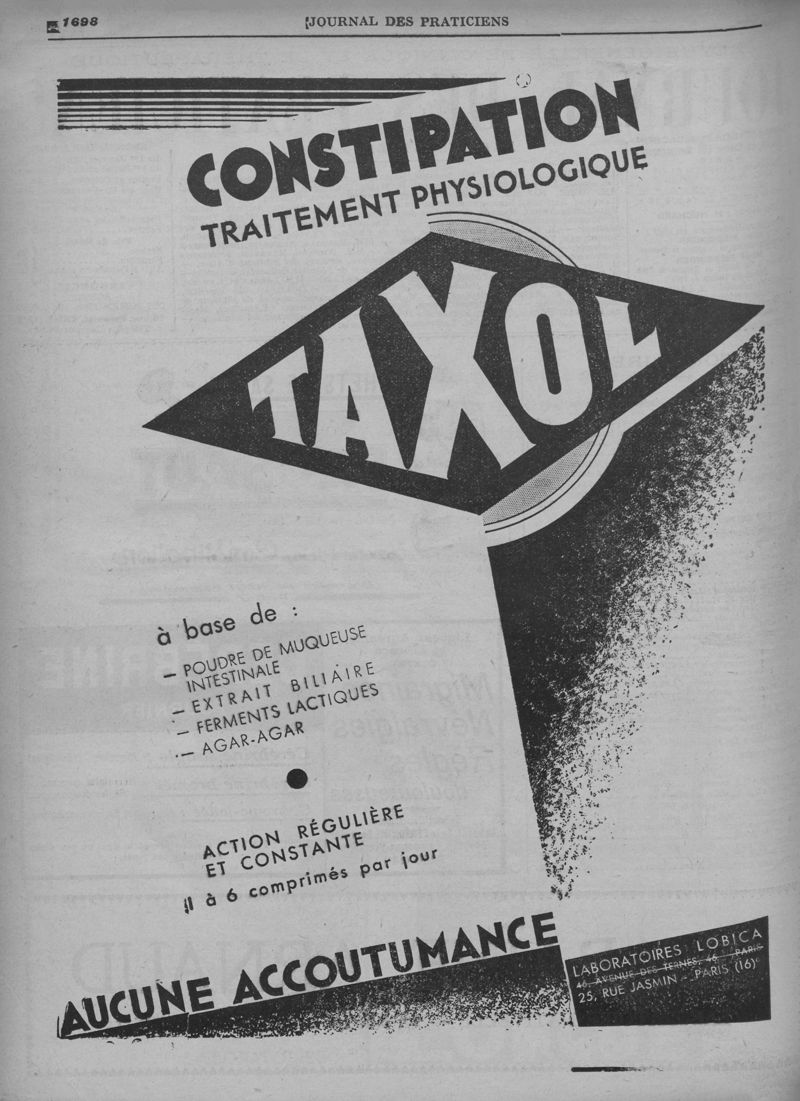 1698
JOURNAL DES PRATICIENS
CONSTIPATION
TRAITEMENT PHYSIOLOGIQUE
TAXOL
à base de :
— POUDRE DE MUQUEUSE
INTESTINALE
— EXTRAIT BILIAIRE
— FERMENTS LACTIQUES
— AGAR-AGAR
ACTION RÉGULIÈRE
ET CONSTANTE
1 à 6 comprimés par jour
AUCUNE ACCOUTUMANCE
LABORATOIRES LOBICA
46, AVENUE DES TERNES, 46 - PARIS
25, RUE JASMIN - PARIS (16)